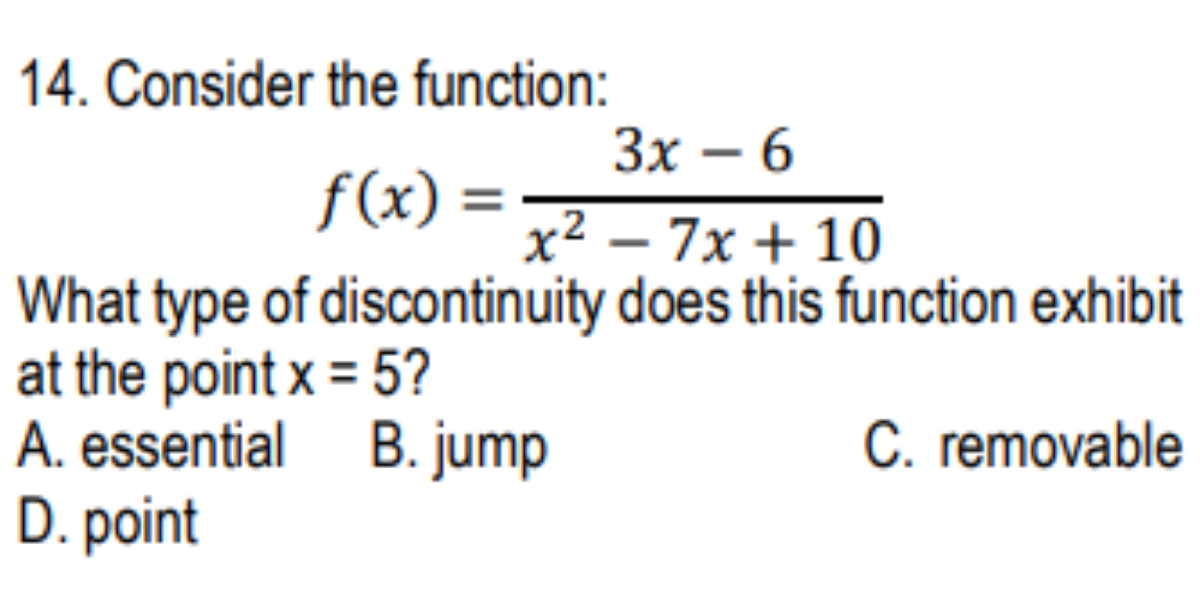 14. Consider the function:
f(x) = \frac{3x − 6}{x² − 7x + 10}
What type of discontinuity does this function exhibit
at the point x = 5?
A. essential B. jump C. removable
D. point